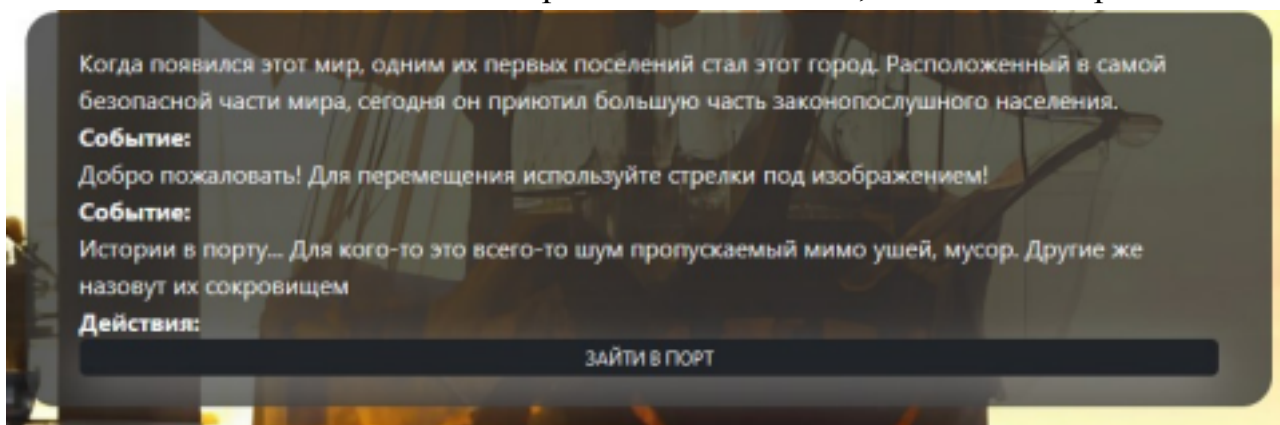 Когда появился этот мир, одним их первых поселений стал этот город. Расположенный в самой
безопасной части мира, сегодня он приютил большую часть законопослушного населения.
Событие:
Добро пожаловать! Для перемещения используйте стрелки под изображением!
Событие:
Истории в порту... Для кого-то это всего-то шум пропускаемый мимо ушей, мусор. Другие же
назовут их сокровищем
Действия:
ЗАЙТИ В ПОРТ